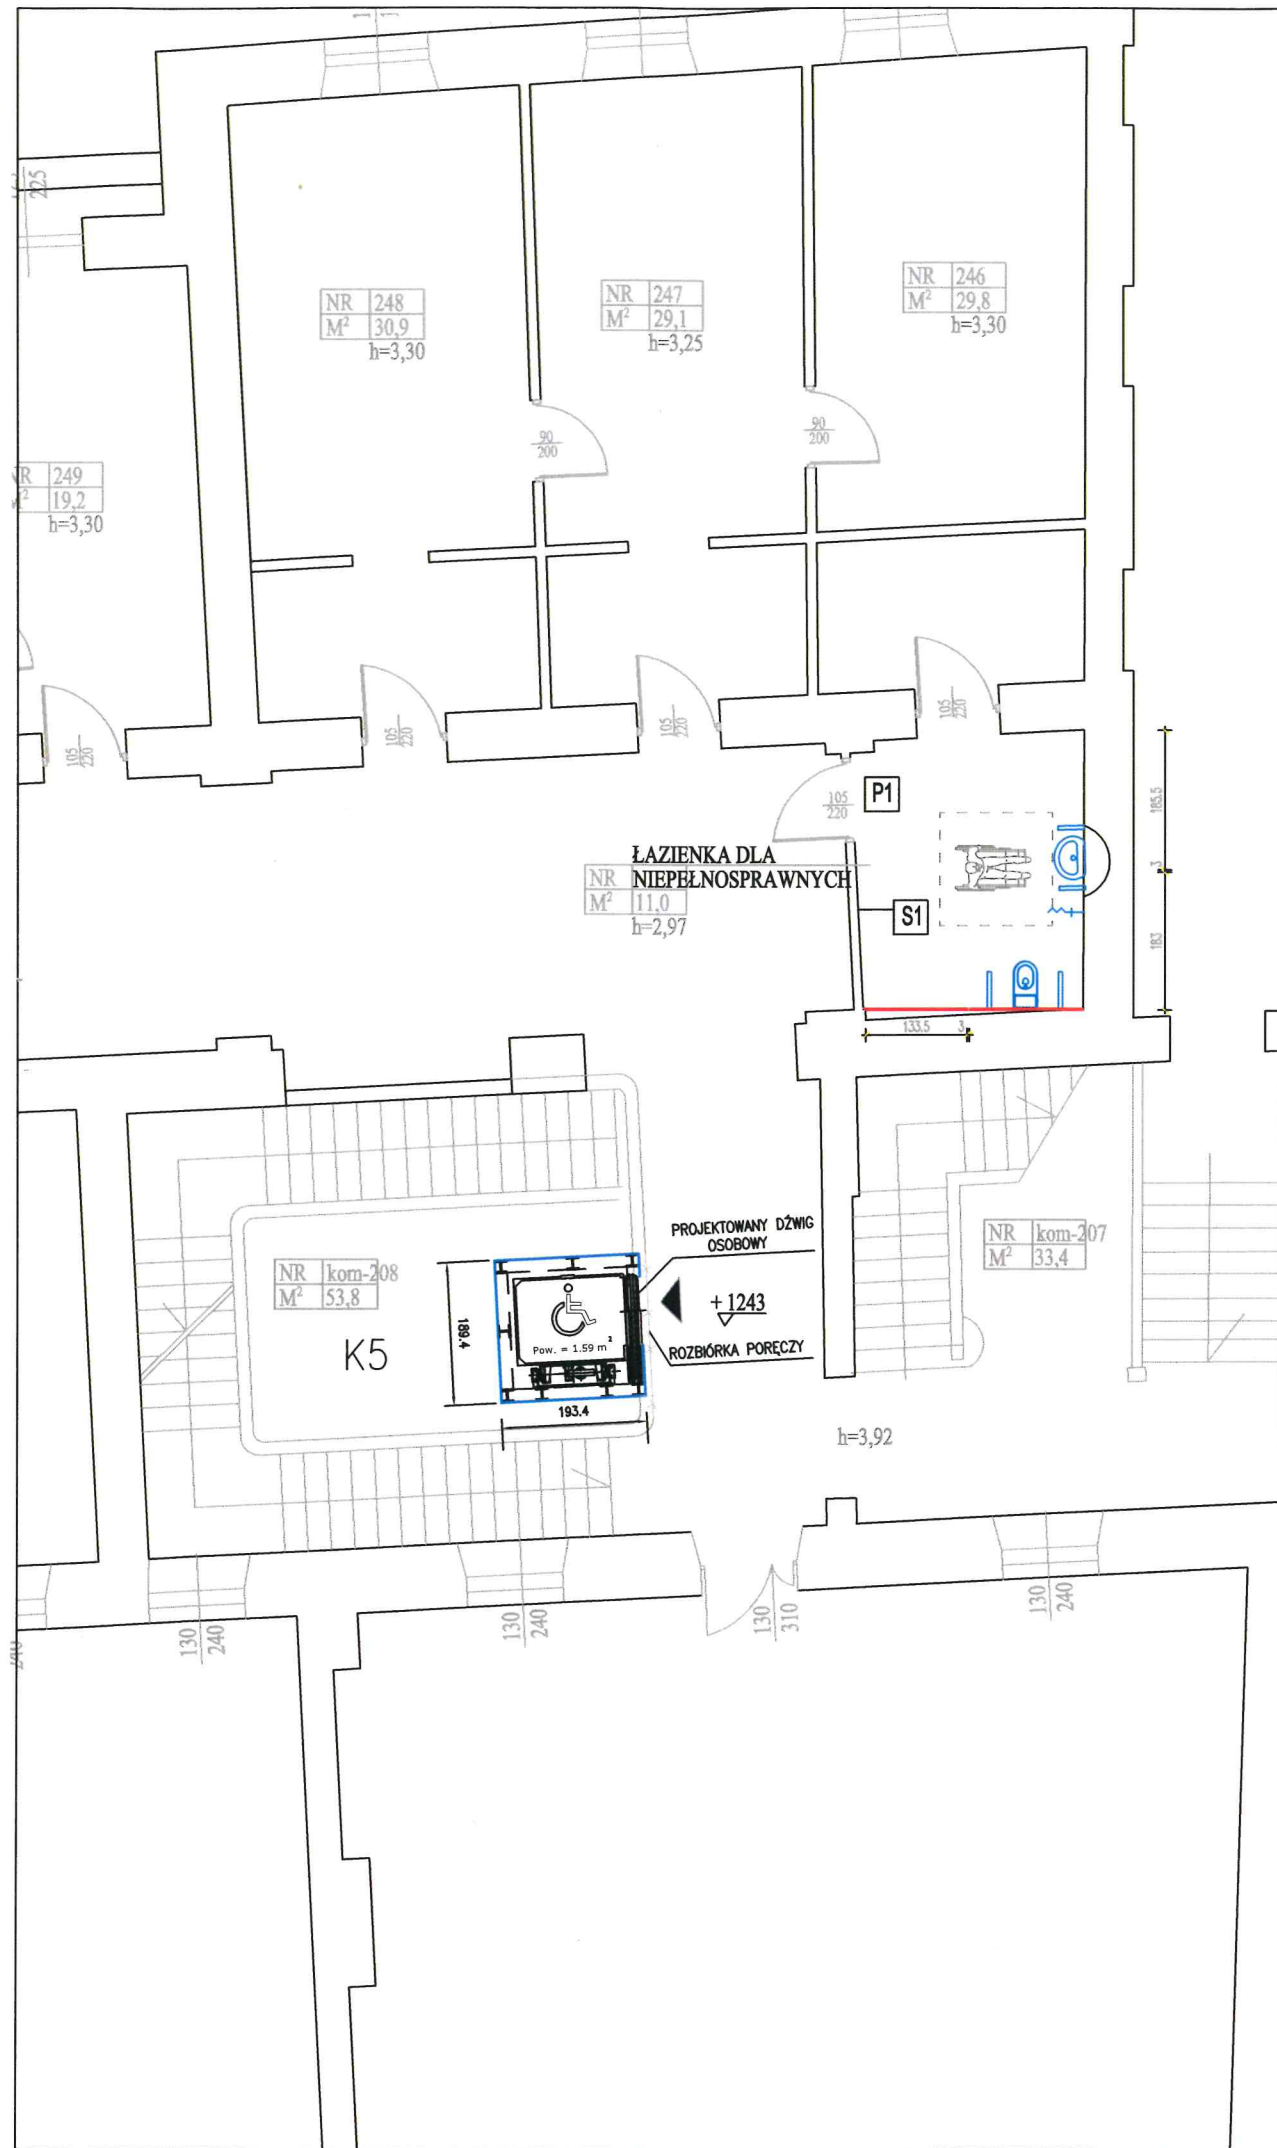 225
NR 248
M² 30,9
h=3,30
NR 247
M² 29,1
h=3,25
NR 246
M² 29,8
h=3,30
90
200
90
200
249
19,2
h=3,30
105
220
105
220
105
220
105
220
105
220
P1
185.5
3
183
ŁAZIENKA DLA
NIEPEŁNOSPRAWNYCH
NR
M² 11,0
h=2,97
S1
133.5 3
PROJEKTOWANY DŹWIG
OSOBOWY
NR kom-207
M² 33,4
NR kom-208
M² 53,8
+1243
189.4
K5
Pow. = 1.59 m²
ROZBIÓRKA PORĘCZY
193.4
h=3,92
130
240
130
240
130
310
130
240
240